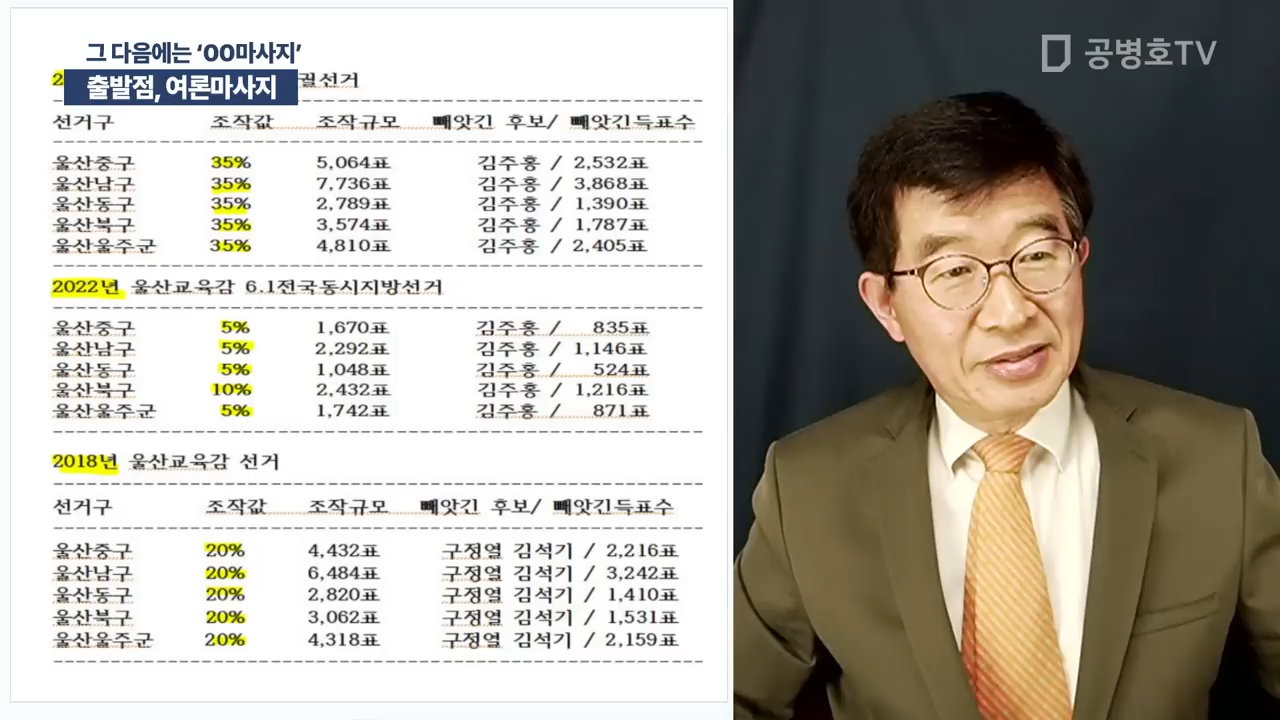 그 다음에는 ‘OO마사지’
출발점, 여론마사지
공병호TV
2 궐선거
선거구 조작값 조작규모 빼앗긴 후보/ 빼앗긴득표수
울산중구 35% 5,064표 김주홍 / 2,532표
울산남구 35% 7,736표 김주홍 / 3,868표
울산동구 35% 2,789표 김주홍 / 1,390표
울산북구 35% 3,574표 김주홍 / 1,787표
울산울주군 35% 4,810표 김주홍 / 2,405표
2022년 울산교육감 6.1전국동시지방선거
울산중구 5% 1,670표 김주홍 / 835표
울산남구 5% 2,292표 김주홍 / 1,146표
울산동구 5% 1,048표 김주홍 / 524표
울산북구 10% 2,432표 김주홍 / 1,216표
울산울주군 5% 1,742표 김주홍 / 871표
2018년 울산교육감 선거
선거구 조작값 조작규모 빼앗긴 후보/ 빼앗긴득표수
울산중구 20% 4,432표 구정열 김석기 / 2,216표
울산남구 20% 6,484표 구정열 김석기 / 3,242표
울산동구 20% 2,820표 구정열 김석기 / 1,410표
울산북구 20% 3,062표 구정열 김석기 / 1,531표
울산울주군 20% 4,318표 구정열 김석기 / 2,159표